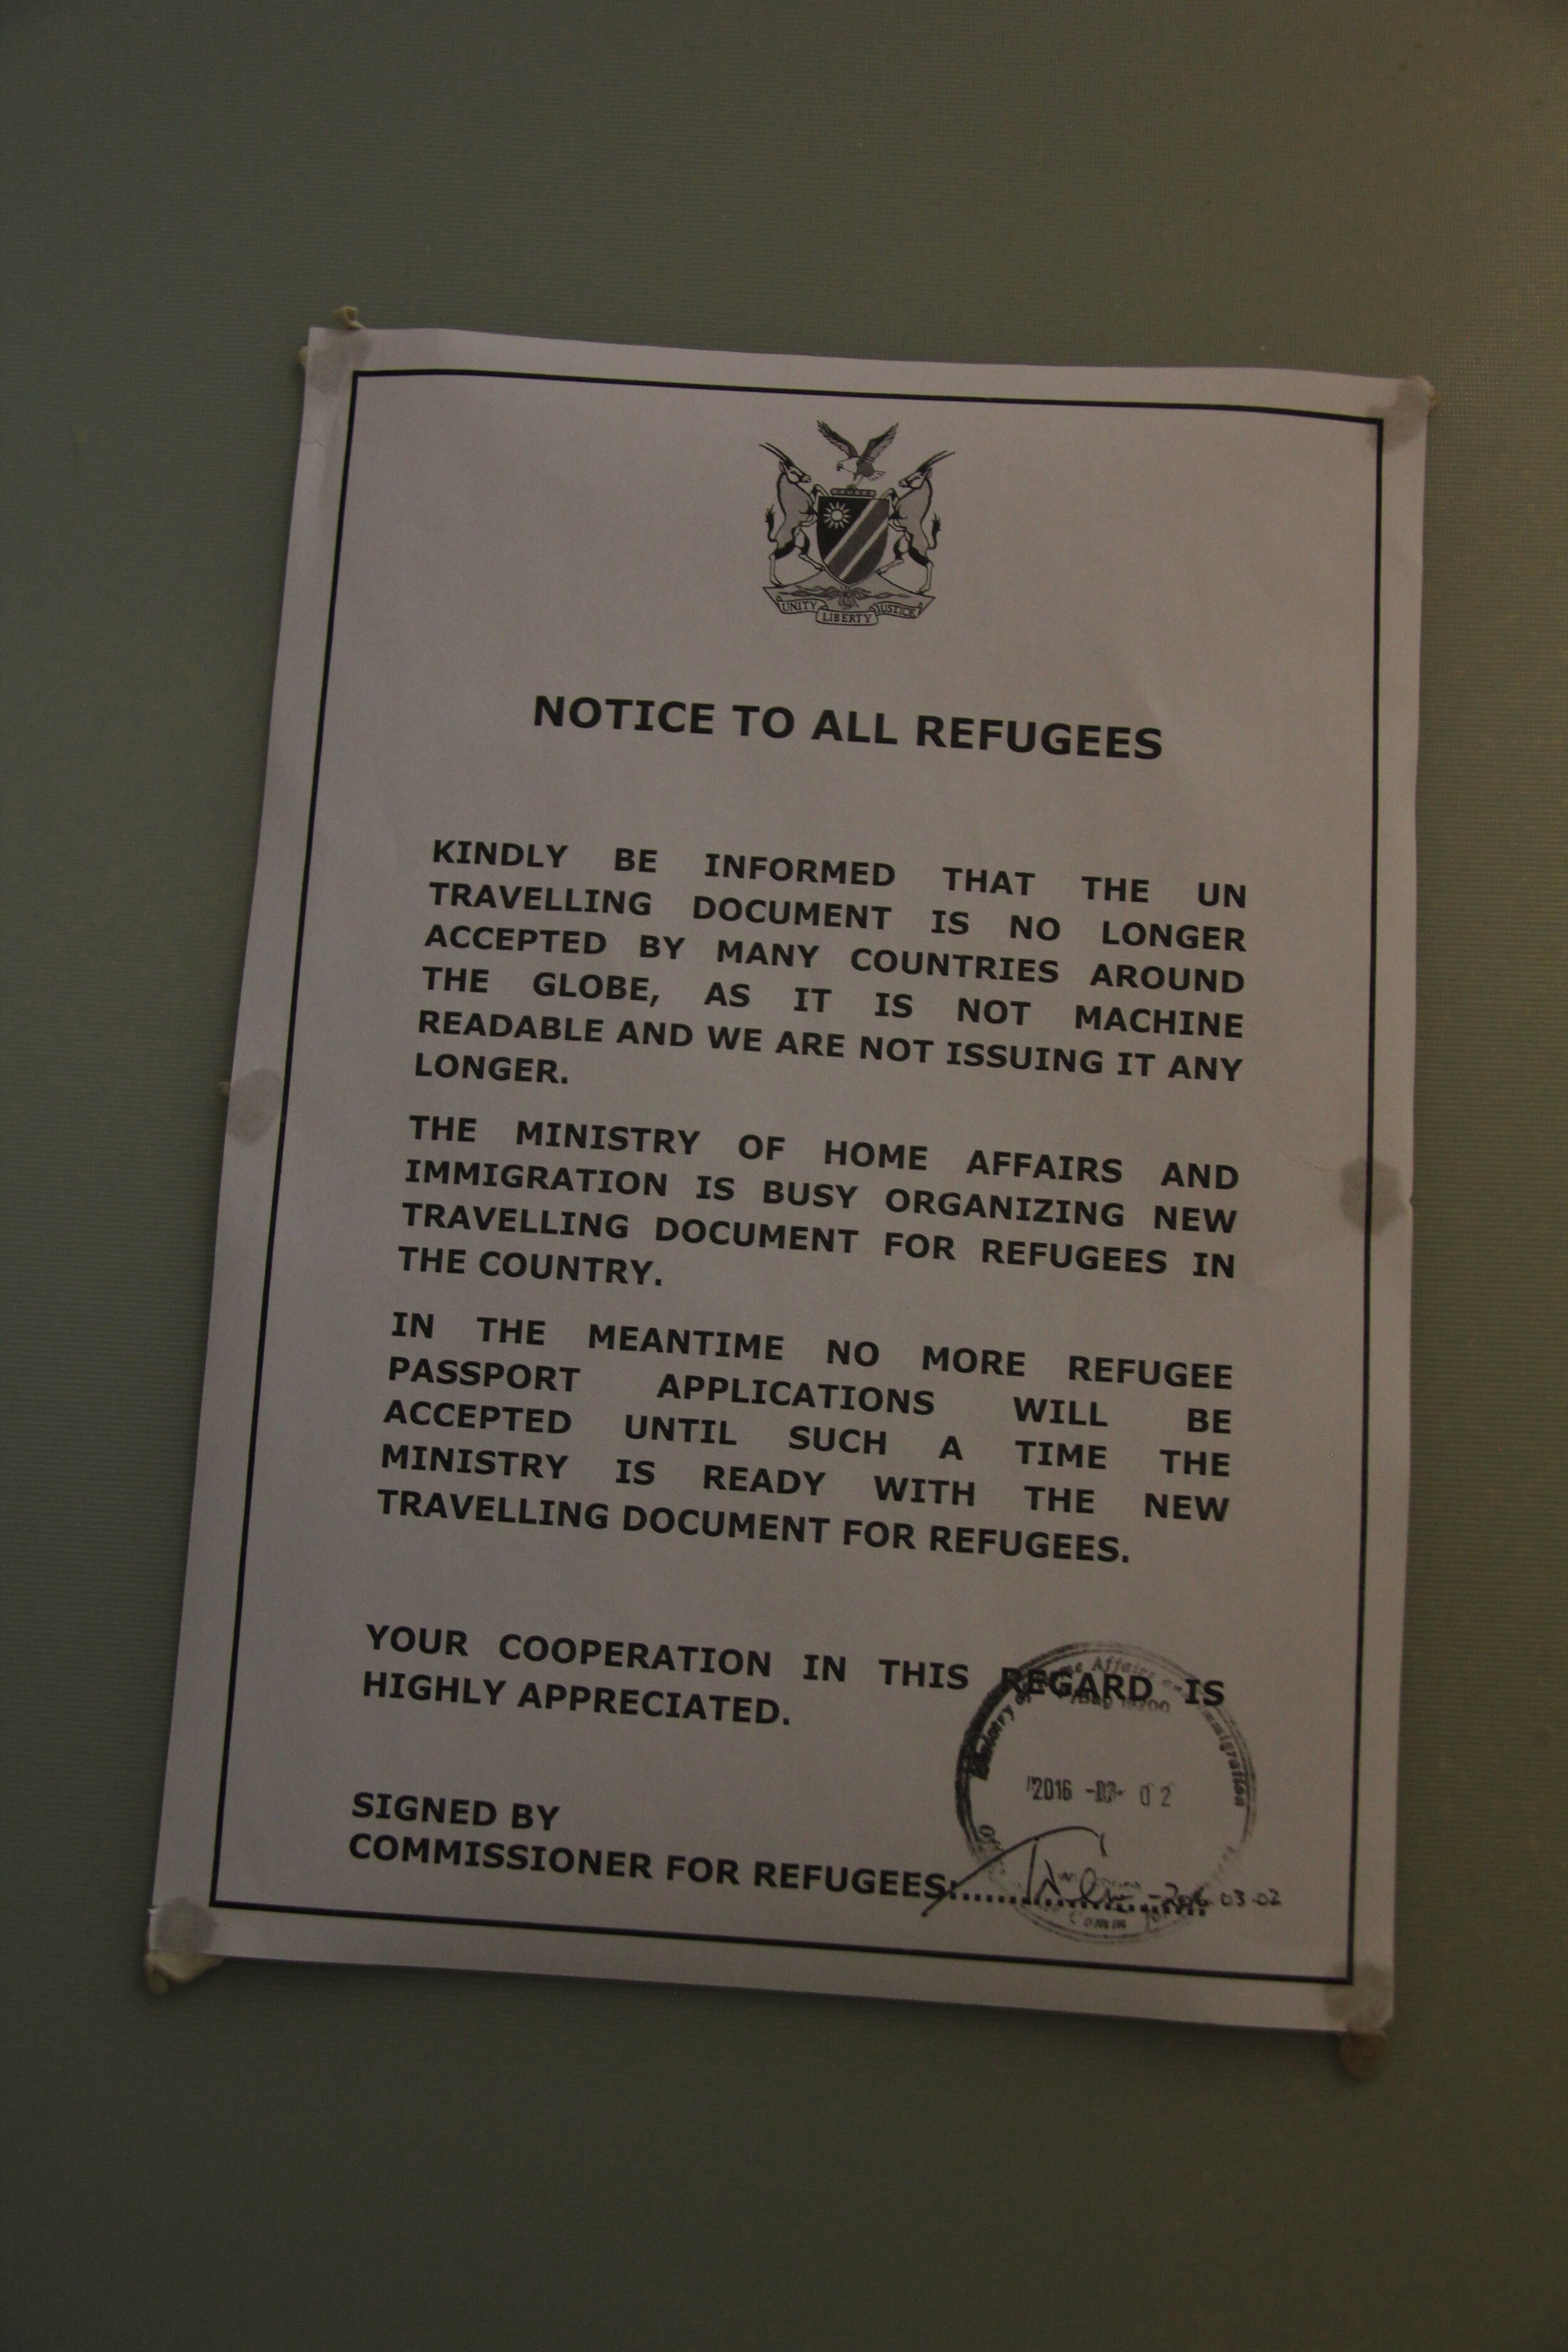 UNITY LIBERTY JUSTICE
NOTICE TO ALL REFUGEES
KINDLY BE INFORMED THAT THE UN
TRAVELLING DOCUMENT IS NO LONGER
ACCEPTED BY MANY COUNTRIES AROUND
THE GLOBE, AS IT IS NOT MACHINE
READABLE AND WE ARE NOT ISSUING IT ANY
LONGER.
THE MINISTRY OF HOME AFFAIRS AND
IMMIGRATION IS BUSY ORGANIZING NEW
TRAVELLING DOCUMENT FOR REFUGEES IN
THE COUNTRY.
IN THE MEANTIME NO MORE REFUGEE
PASSPORT APPLICATIONS WILL BE
ACCEPTED UNTIL SUCH A TIME THE
MINISTRY IS READY WITH THE NEW
TRAVELLING DOCUMENT FOR REFUGEES.
YOUR COOPERATION IN THIS REGARD IS
HIGHLY APPRECIATED.
Affairs Immigration
2016 -03- 02
SIGNED BY
COMMISSIONER FOR REFUGEES:....................
03-02